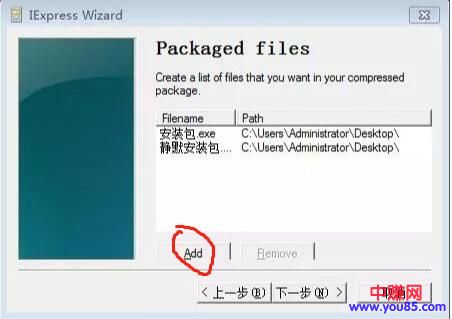 IExpress Wizard
Packaged files
Create a list of files that you want in your compressed
package.
Filename Path
安装包.exe C:\Users\Administrator\Desktop\
静默安装包.... C:\Users\Administrator\Desktop\
Add Remove
< 上一步(B) 下一步(N) > 取消
中赚网
www.you85.com